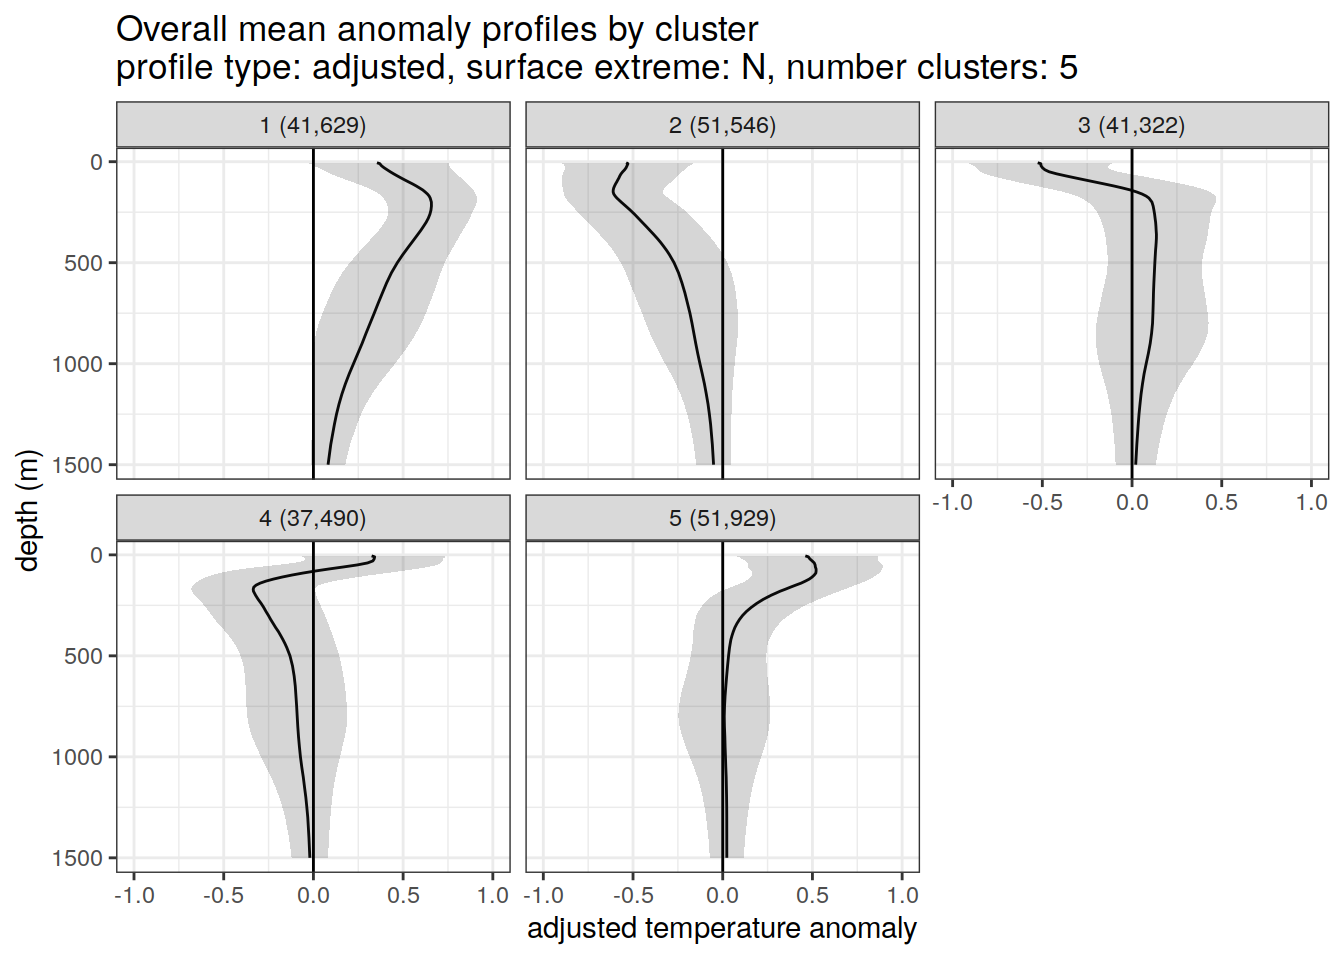 Overall mean anomaly profiles by cluster
profile type: adjusted, surface extreme: N, number clusters: 5
1 (41,629)
2 (51,546)
3 (41,322)
0
500
1000
1500
-1.0 -0.5 0.0 0.5 1.0
4 (37,490)
5 (51,929)
0
500
1000
1500
-1.0 -0.5 0.0 0.5 1.0
-1.0 -0.5 0.0 0.5 1.0
depth (m)
adjusted temperature anomaly